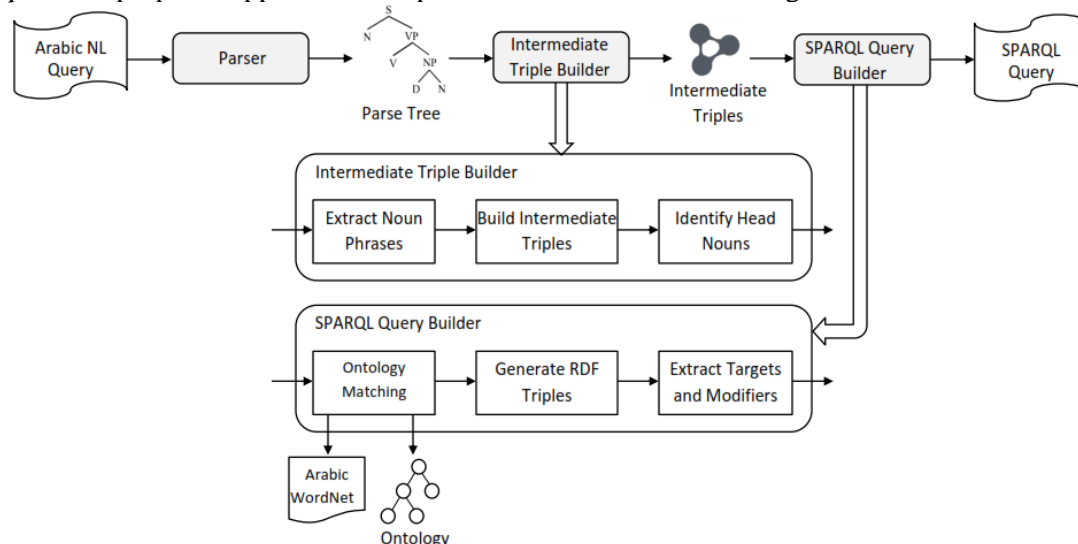 Arabic NL
Query
Parser
S
N VP
V NP
D N
Parse Tree
Intermediate
Triple Builder
Intermediate
Triples
SPARQL Query
Builder
SPARQL
Query
Intermediate Triple Builder
Extract Noun
Phrases
Build Intermediate
Triples
Identify Head
Nouns
SPARQL Query Builder
Ontology
Matching
Generate RDF
Triples
Extract Targets
and Modifiers
Arabic
WordNet
Ontology